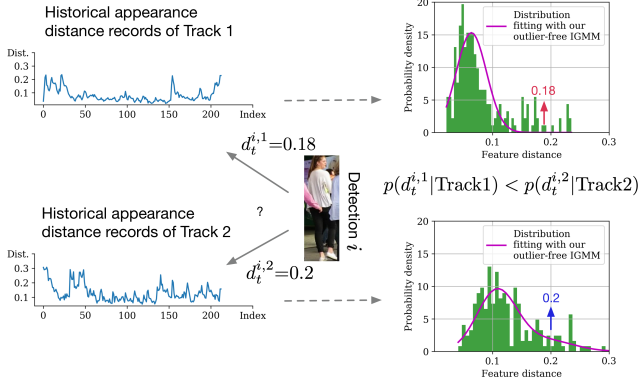 Historical appearance
distance records of Track 1
Dist.
0.3
0.2
0.1
0 50 100 150 200 Index
d_t^{i,1}=0.18
20
15
10
5
0
0.1 0.2 0.3
Probability density
Feature distance
Distribution
fitting with our
outlier-free IGMM
0.18
?
Detection i
p(d_t^{i,1}|Track1) < p(d_t^{i,2}|Track2)
Historical appearance
distance records of Track 2
Dist.
0.3
0.2
0.1
0 50 100 150 200 Index
d_t^{i,2}=0.2
20
15
10
5
0
0.1 0.2 0.3
Probability density
Feature distance
Distribution
fitting with our
outlier-free IGMM
0.2